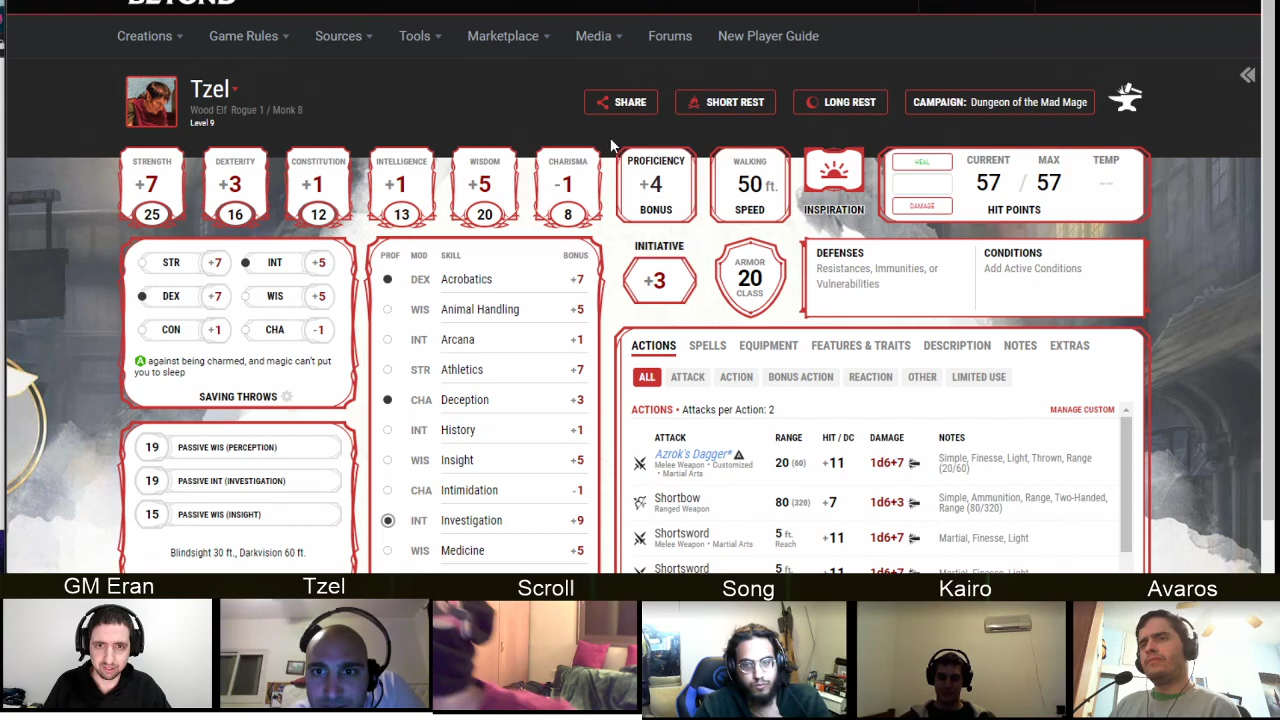 BEYOND
Creations Game Rules Sources Tools Marketplace Media Forums New Player Guide
Tzel
Wood Elf Rogue 1 / Monk 8
Level 9
SHARE SHORT REST LONG REST CAMPAIGN: Dungeon of the Mad Mage
STRENGTH
+7
25
DEXTERITY
+3
16
CONSTITUTION
+1
12
INTELLIGENCE
+1
13
WISDOM
+5
20
CHARISMA
-1
8
PROFICIENCY
+4
BONUS
WALKING
50 ft.
SPEED
INSPIRATION
HEAL
DAMAGE
CURRENT MAX TEMP
57 / 57 --
HIT POINTS
STR +7 INT +5
DEX +7 WIS +5
CON +1 CHA -1
A against being charmed, and magic can't put
you to sleep
SAVING THROWS
19 PASSIVE WIS (PERCEPTION)
19 PASSIVE INT (INVESTIGATION)
15 PASSIVE WIS (INSIGHT)
Blindsight 30 ft., Darkvision 60 ft.
PROF MOD SKILL BONUS
DEX Acrobatics +7
WIS Animal Handling +5
INT Arcana +1
STR Athletics +7
CHA Deception +3
INT History +1
WIS Insight +5
CHA Intimidation -1
INT Investigation +9
WIS Medicine +5
INITIATIVE
+3
ARMOR
20
CLASS
DEFENSES
Resistances, Immunities, or
Vulnerabilities
CONDITIONS
Add Active Conditions
ACTIONS SPELLS EQUIPMENT FEATURES & TRAITS DESCRIPTION NOTES EXTRAS
ALL ATTACK ACTION BONUS ACTION REACTION OTHER LIMITED USE
ACTIONS • Attacks per Action: 2 MANAGE CUSTOM
ATTACK RANGE HIT / DC DAMAGE NOTES
Azrok's Dagger*
Melee Weapon • Customized
• Martial Arts
20 (60) +11 1d6+7
Simple, Finesse, Light, Thrown, Range
(20/60)
Shortbow
Ranged Weapon
80 (320) +7 1d6+3
Simple, Ammunition, Range, Two-Handed,
Range (80/320)
Shortsword
Melee Weapon • Martial Arts
5 ft.
Reach
+11 1d6+7 Martial, Finesse, Light
Shortsword 5 ft. +11 1d6+7 Martial, Finesse, Light
GM Eran Tzel Scroll Song Kairo Avaros